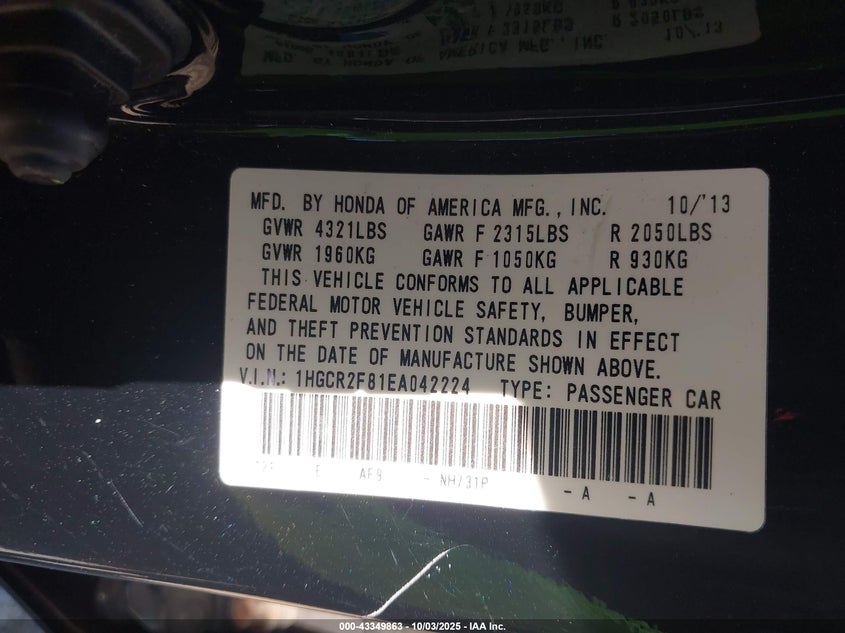 MFD. BY HONDA OF AMERICA MFG., INC. 10/'13
GVWR 4321LBS GAWR F 2315LBS R 2050LBS
GVWR 1960KG GAWR F 1050KG R 930KG
THIS VEHICLE CONFORMS TO ALL APPLICABLE
FEDERAL MOTOR VEHICLE SAFETY, BUMPER,
AND THEFT PREVENTION STANDARDS IN EFFECT
ON THE DATE OF MANUFACTURE SHOWN ABOVE.
V.I.N.: 1HGCR2F81EA042224 TYPE: PASSENGER CAR
E - NH731P - A - A
000-43349863 - 10/03/2025 - IAA Inc.